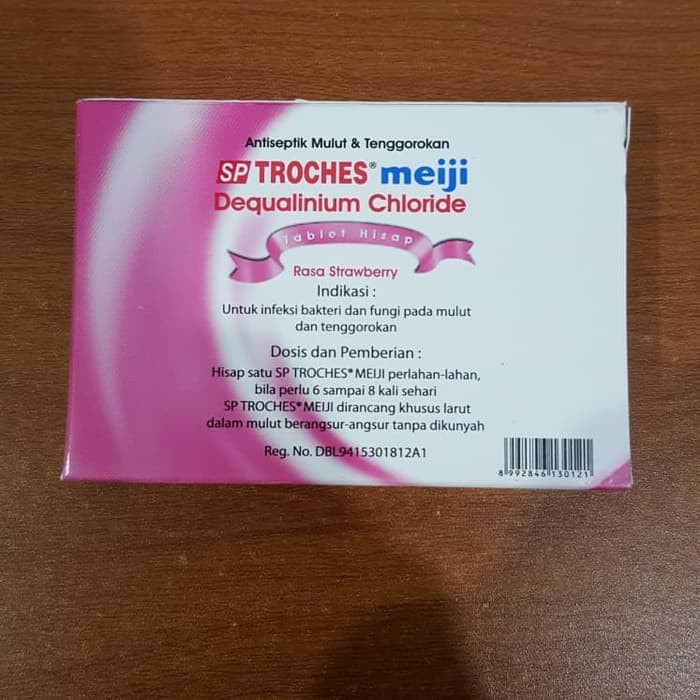 Antiseptik Mulut & Tenggorokan
SP TROCHES® meiji
Dequalinium Chloride
Tablet Hisap
Rasa Strawberry
Indikasi :
Untuk infeksi bakteri dan fungi pada mulut
dan tenggorokan
Dosis dan Pemberian :
Hisap satu SP TROCHES® MEIJI perlahan-lahan,
bila perlu 6 sampai 8 kali sehari
SP TROCHES® MEIJI dirancang khusus larut
dalam mulut berangsur-angsur tanpa dikunyah
Reg. No. DBL9415301812A1
8 992846 130121